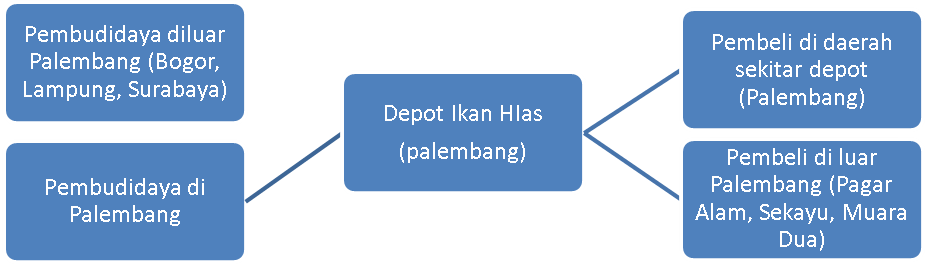 Pembudidaya diluar
Palembang (Bogor,
Lampung, Surabaya)
Pembudidaya di
Palembang
Depot Ikan HIas
(palembang)
Pembeli di daerah
sekitar depot
(Palembang)
Pembeli di luar
Palembang (Pagar
Alam, Sekayu, Muara
Dua)